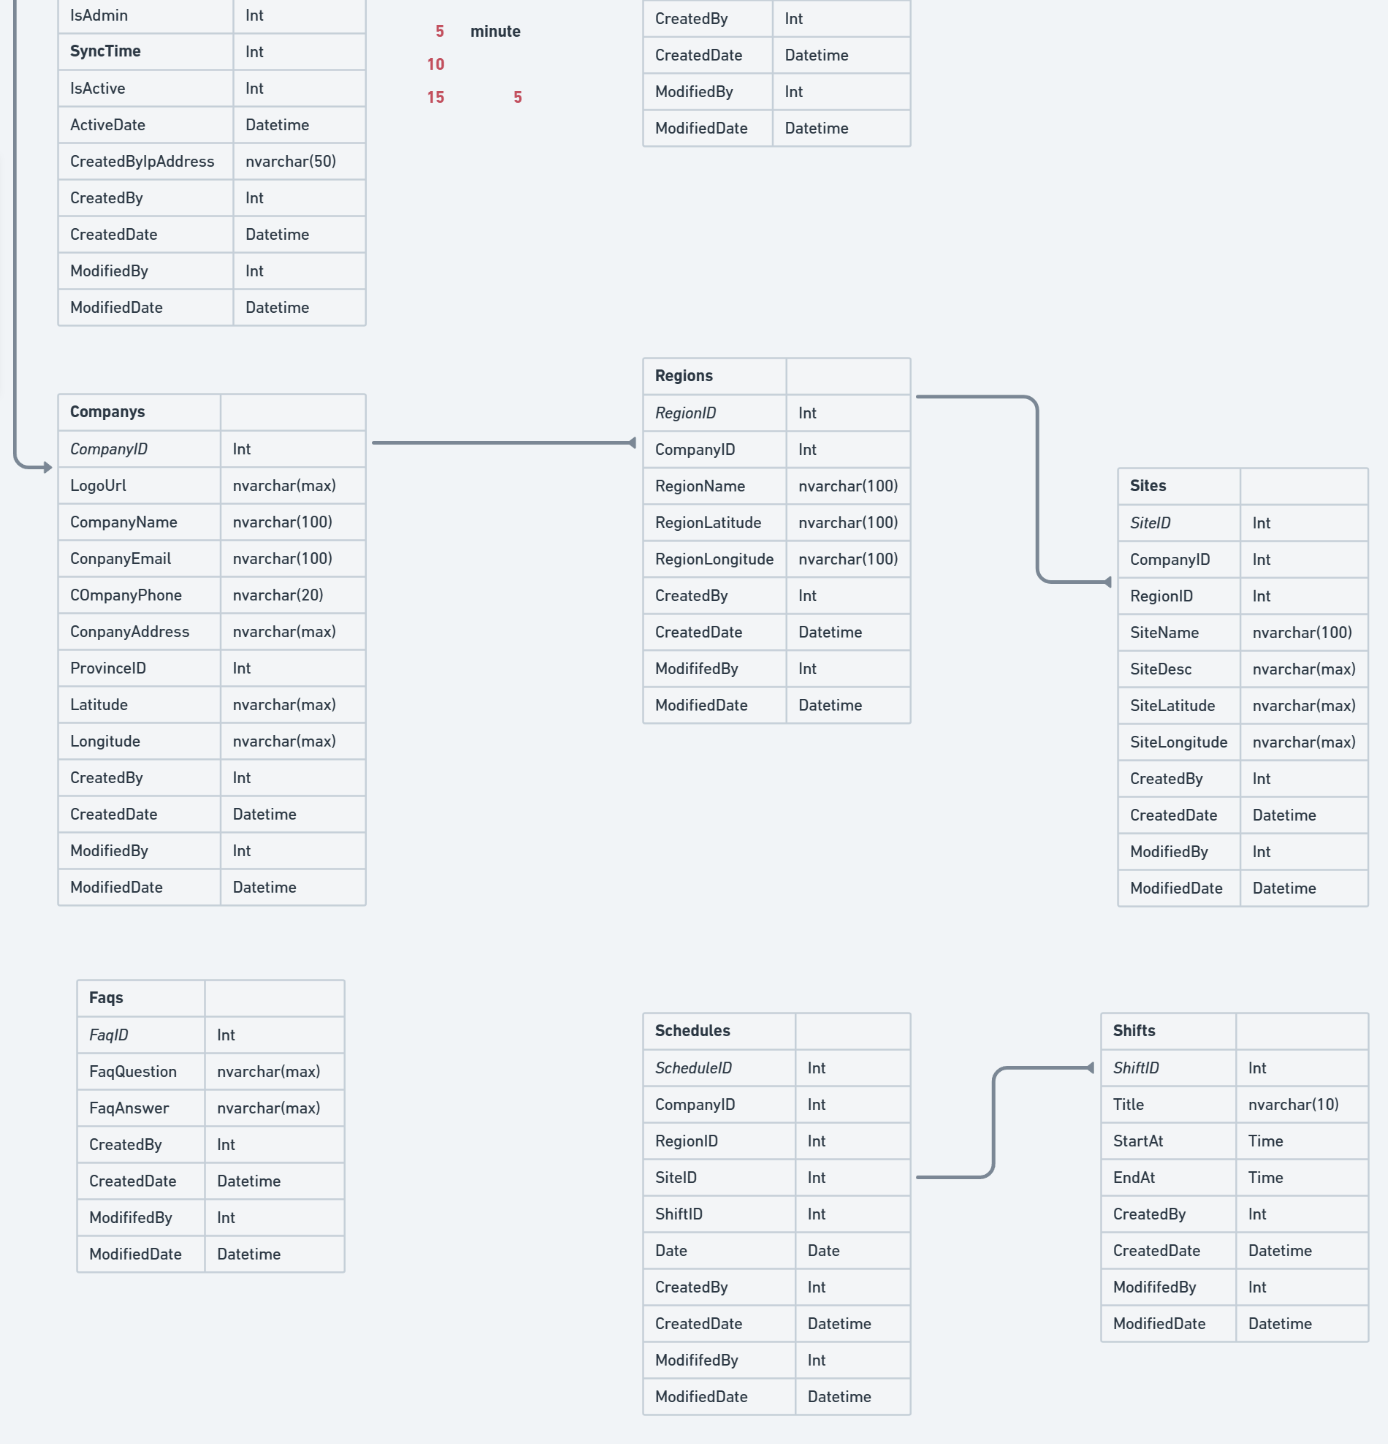 IsAdmin Int
SyncTime Int
IsActive Int
ActiveDate Datetime
CreatedByIpAddress nvarchar(50)
CreatedBy Int
CreatedDate Datetime
ModifiedBy Int
ModifiedDate Datetime
5 minute
10
15 5
CreatedBy Int
CreatedDate Datetime
ModifiedBy Int
ModifiedDate Datetime
Companys
CompanyID Int
LogoUrl nvarchar(max)
CompanyName nvarchar(100)
ConpanyEmail nvarchar(100)
COmpanyPhone nvarchar(20)
ConpanyAddress nvarchar(max)
ProvinceID Int
Latitude nvarchar(max)
Longitude nvarchar(max)
CreatedBy Int
CreatedDate Datetime
ModifiedBy Int
ModifiedDate Datetime
Regions
RegionID Int
CompanyID Int
RegionName nvarchar(100)
RegionLatitude nvarchar(100)
RegionLongitude nvarchar(100)
CreatedBy Int
CreatedDate Datetime
ModififedBy Int
ModifiedDate Datetime
Sites
SiteID Int
CompanyID Int
RegionID Int
SiteName nvarchar(100)
SiteDesc nvarchar(max)
SiteLatitude nvarchar(max)
SiteLongitude nvarchar(max)
CreatedBy Int
CreatedDate Datetime
ModifiedBy Int
ModifiedDate Datetime
Faqs
FaqID Int
FaqQuestion nvarchar(max)
FaqAnswer nvarchar(max)
CreatedBy Int
CreatedDate Datetime
ModififedBy Int
ModifiedDate Datetime
Schedules
ScheduleID Int
CompanyID Int
RegionID Int
SiteID Int
ShiftID Int
Date Date
CreatedBy Int
CreatedDate Datetime
ModififedBy Int
ModifiedDate Datetime
Shifts
ShiftID Int
Title nvarchar(10)
StartAt Time
EndAt Time
CreatedBy Int
CreatedDate Datetime
ModififedBy Int
ModifiedDate Datetime